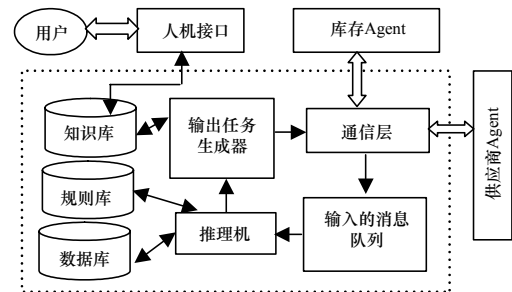 用户
人机接口
库存Agent
知识库
输出任务
生成器
通信层
供应商Agent
规则库
推理机
输入的消息
队列
数据库